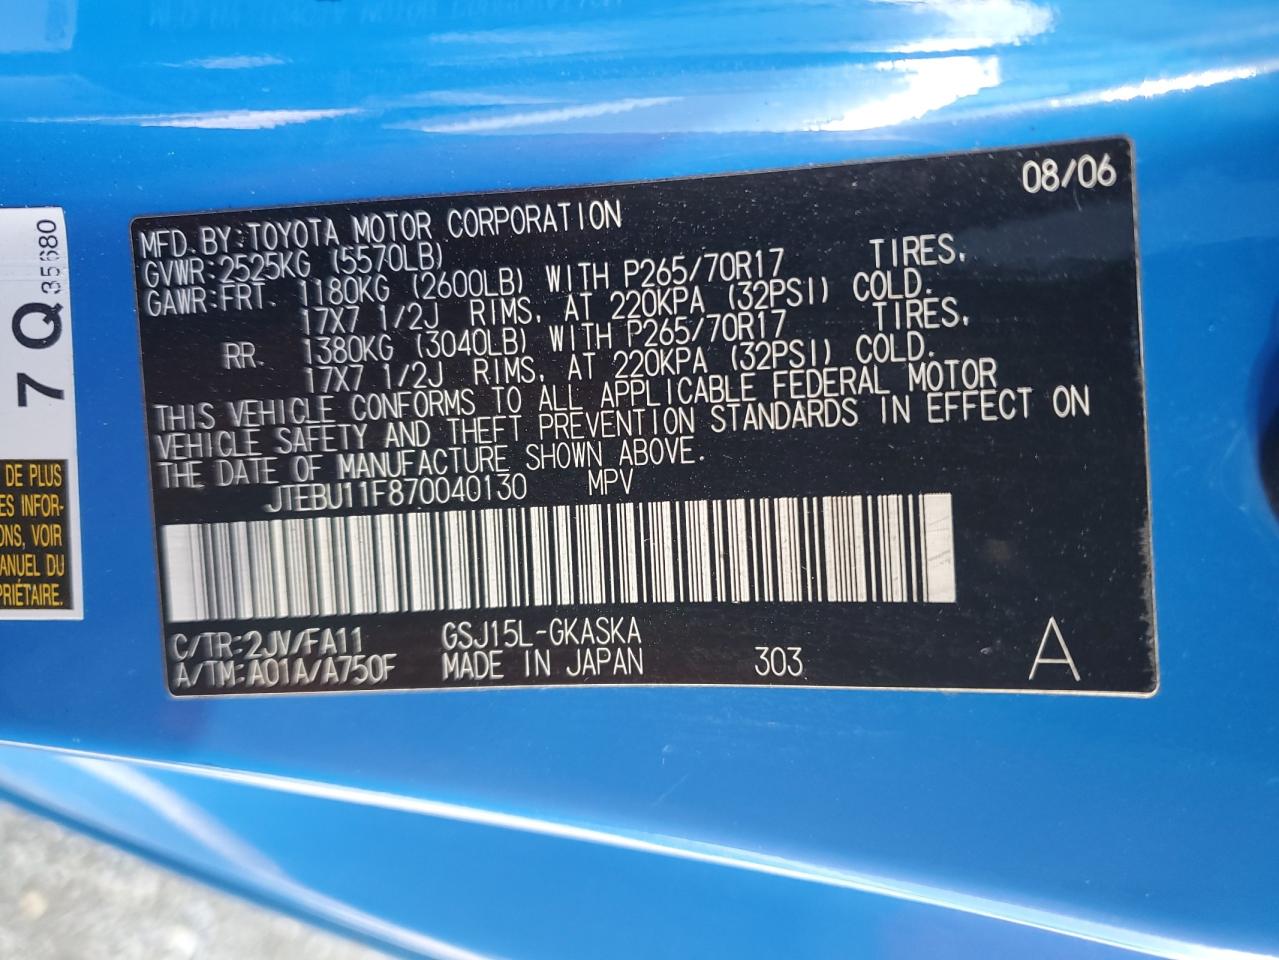 08/06
MFD. BY: TOYOTA MOTOR CORPORATION
GVWR: 2525KG (5570LB)
GAWR: FRT. 1180KG (2600LB) WITH P265/70R17 TIRES,
17X7 1/2J RIMS, AT 220KPA (32PSI) COLD.
RR. 1380KG (3040LB) WITH P265/70R17 TIRES,
17X7 1/2J RIMS, AT 220KPA (32PSI) COLD.
THIS VEHICLE CONFORMS TO ALL APPLICABLE FEDERAL MOTOR
VEHICLE SAFETY AND THEFT PREVENTION STANDARDS IN EFFECT ON
THE DATE OF MANUFACTURE SHOWN ABOVE.
JTEBU11F870040130 MPV
C/TR: 2JV/FA11 GSJ15L-GKASKA
A/TM: A01A/A750F MADE IN JAPAN 303 A
7 Q 35680
DE PLUS
ES INFOR-
ONS, VOIR
ANUEL DU
PRIÉTAIRE.